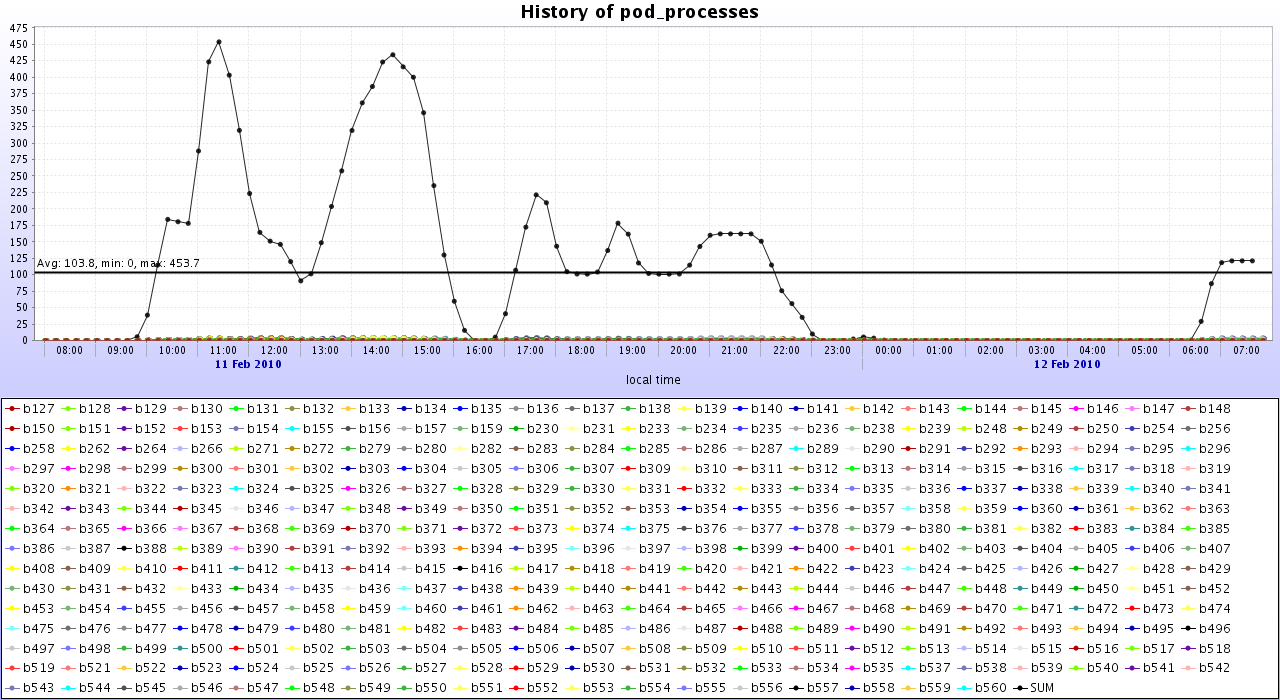 History of pod_processes
475
450
425
400
375
350
325
300
275
250
225
200
175
150
125
100
75
50
25
0
Avg: 103.8, min: 0, max: 453.7
08:00 09:00 10:00 11:00 12:00 13:00 14:00 15:00 16:00 17:00 18:00 19:00 20:00 21:00 22:00 23:00 00:00 01:00 02:00 03:00 04:00 05:00 06:00 07:00
11 Feb 2010 12 Feb 2010
local time
b127 b128 b129 b130 b131 b132 b133 b134 b135 b136 b137 b138 b139 b140 b141 b142 b143 b144 b145 b146 b147 b148
b150 b151 b152 b153 b154 b155 b156 b157 b159 b230 b231 b233 b234 b235 b236 b238 b239 b248 b249 b250 b254 b256
b258 b262 b264 b266 b271 b272 b279 b280 b282 b283 b284 b285 b286 b287 b289 b290 b291 b292 b293 b294 b295 b296
b297 b298 b299 b300 b301 b302 b303 b304 b305 b306 b307 b309 b310 b311 b312 b313 b314 b315 b316 b317 b318 b319
b320 b321 b322 b323 b324 b325 b326 b327 b328 b329 b330 b331 b332 b333 b334 b335 b336 b337 b338 b339 b340 b341
b342 b343 b344 b345 b346 b347 b348 b349 b350 b351 b352 b353 b354 b355 b356 b357 b358 b359 b360 b361 b362 b363
b364 b365 b366 b367 b368 b369 b370 b371 b372 b373 b374 b375 b376 b377 b378 b379 b380 b381 b382 b383 b384 b385
b386 b387 b388 b389 b390 b391 b392 b393 b394 b395 b396 b397 b398 b399 b400 b401 b402 b403 b404 b405 b406 b407
b408 b409 b410 b411 b412 b413 b414 b415 b416 b417 b418 b419 b420 b421 b422 b423 b424 b425 b426 b427 b428 b429
b430 b431 b432 b433 b434 b435 b436 b437 b438 b439 b440 b441 b442 b443 b444 b446 b447 b448 b449 b450 b451 b452
b453 b454 b455 b456 b457 b458 b459 b460 b461 b462 b463 b464 b465 b466 b467 b468 b469 b470 b471 b472 b473 b474
b475 b476 b477 b478 b479 b480 b481 b482 b483 b484 b485 b486 b487 b488 b489 b490 b491 b492 b493 b494 b495 b496
b497 b498 b499 b500 b501 b502 b503 b504 b505 b506 b507 b508 b509 b510 b511 b512 b513 b514 b515 b516 b517 b518
b519 b521 b522 b523 b524 b525 b526 b527 b528 b529 b530 b531 b532 b533 b534 b535 b537 b538 b539 b540 b541 b542
b543 b544 b545 b546 b547 b548 b549 b550 b551 b552 b553 b554 b555 b556 b557 b558 b559 b560 SUM